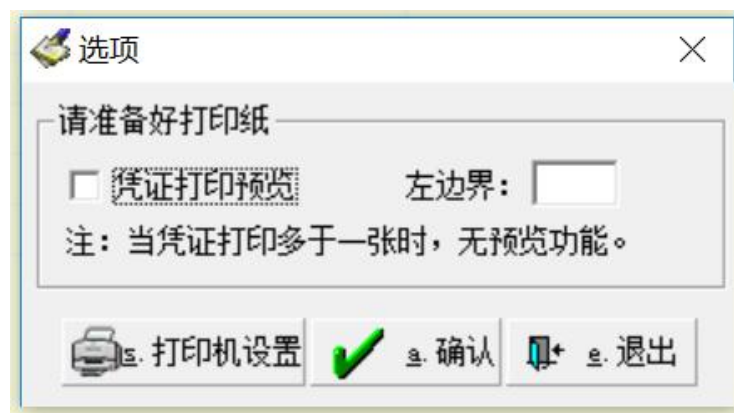 选项
请准备好打印纸
凭证打印预览 左边界：
注：当凭证打印多于一张时，无预览功能。
s. 打印机设置 a. 确认 e. 退出